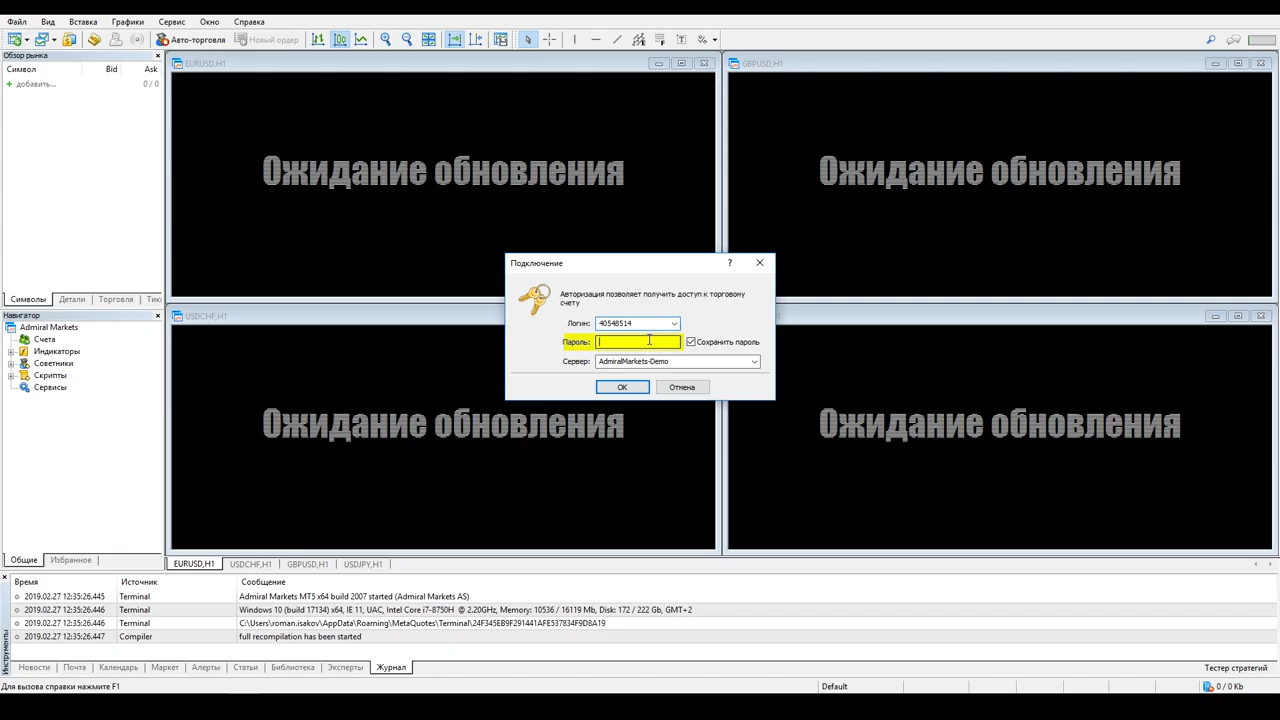 Файл Вид Вставка Графики Сервис Окно Справка
Авто-торговля Новый ордер
Обзор рынка
Символ Bid Ask
добавить... 0 / 0
Символы Детали Торговля Тик
Навигатор
Admiral Markets
Счета
Индикаторы
Советники
Скрипты
Сервисы
Общие Избранное
EURUSD,H1
Ожидание обновления
GBPUSD,H1
Ожидание обновления
USDCHF,H1
Ожидание обновления
Ожидание обновления
Подключение
Авторизация позволяет получить доступ к торговому
счету
Логин: 40548514
Пароль: Сохранить пароль
Сервер: AdmiralMarkets-Demo
OK Отмена
EURUSD,H1 USDCHF,H1 GBPUSD,H1 USDJPY,H1
Время Источник Сообщение
2019.02.27 12:35:26.445 Terminal Admiral Markets MT5 x64 build 2007 started (Admiral Markets AS)
2019.02.27 12:35:26.446 Terminal Windows 10 (build 17134) x64, IE 11, UAC, Intel Core i7-8750H @ 2.20GHz, Memory: 10536 / 16119 Mb, Disk: 172 / 222 Gb, GMT+2
2019.02.27 12:35:26.446 Terminal C:\Users\roman.isakov\AppData\Roaming\MetaQuotes\Terminal\24F345EB9F291441AFE537834F9D8A19
2019.02.27 12:35:26.447 Compiler full recompilation has been started
Инструменты
Новости Почта Календарь Маркет Алерты Статьи Библиотека Эксперты Журнал Тестер стратегий
Для вызова справки нажмите F1 Default 0 / 0 Kb